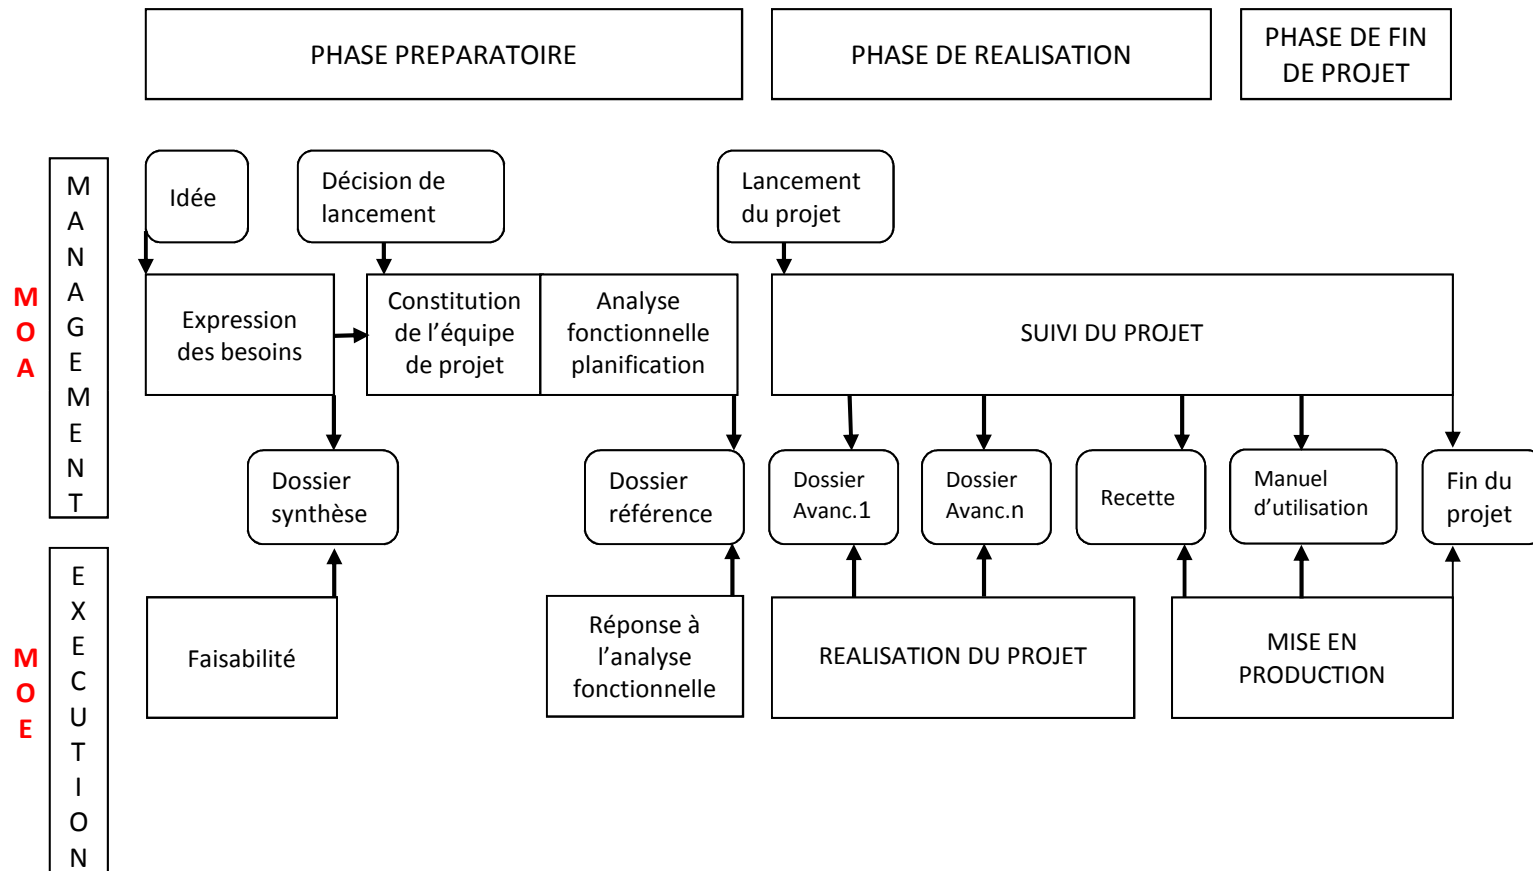 PHASE PREPARATOIRE
PHASE DE REALISATION
PHASE DE FIN
DE PROJET
MOA
MANAGEMENT
Idée
Décision de
lancement
Lancement
du projet
Expression
des besoins
Constitution
de l’équipe
de projet
Analyse
fonctionnelle
planification
SUIVI DU PROJET
Dossier
synthèse
Dossier
référence
Dossier
Avanc.1
Dossier
Avanc.n
Recette
Manuel
d’utilisation
Fin du
projet
MOE
EXECUTION
Faisabilité
Réponse à
l’analyse
fonctionnelle
REALISATION DU PROJET
MISE EN
PRODUCTION